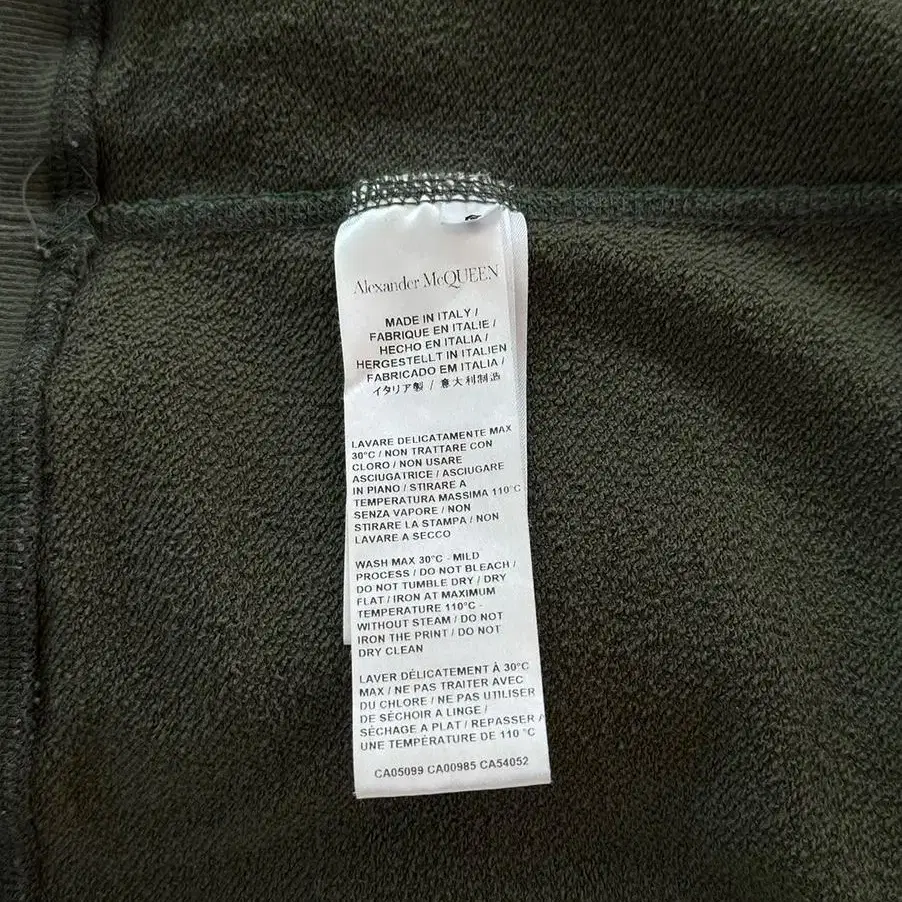 Alexander McQUEEN
MADE IN ITALY /
FABRIQUE EN ITALIE /
HECHO EN ITALIA /
HERGESTELLT IN ITALIEN
FABRICADO EM ITALIA /
イタリア製 / 意大利制造
LAVARE DELICATAMENTE MAX
30°C / NON TRATTARE CON
CLORO / NON USARE
ASCIUGATRICE / ASCIUGARE
IN PIANO / STIRARE A
TEMPERATURA MASSIMA 110°C
SENZA VAPORE / NON
STIRARE LA STAMPA / NON
LAVARE A SECCO
WASH MAX 30°C - MILD
PROCESS / DO NOT BLEACH /
DO NOT TUMBLE DRY / DRY
FLAT / IRON AT MAXIMUM
TEMPERATURE 110°C -
WITHOUT STEAM / DO NOT
IRON THE PRINT / DO NOT
DRY CLEAN
LAVER DÉLICATEMENT À 30°C
MAX / NE PAS TRAITER AVEC
DU CHLORE / NE PAS UTILISER
DE SÉCHOIR A LINGE /
SÉCHAGE A PLAT / REPASSER A
UNE TEMPÉRATURE DE 110 °C
CA05099 CA00985 CA54052